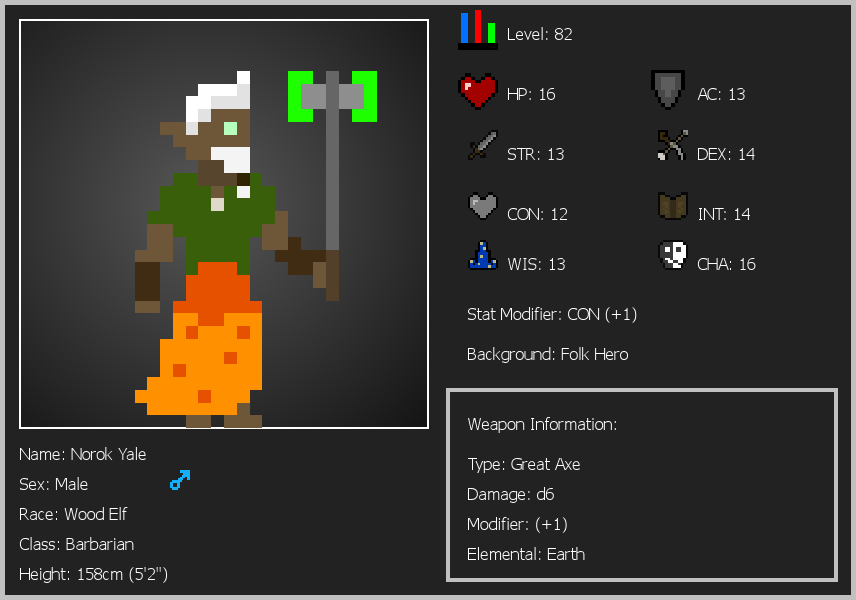 Level: 82
HP: 16
AC: 13
STR: 13
DEX: 14
CON: 12
INT: 14
WIS: 13
CHA: 16
Stat Modifier: CON (+1)
Background: Folk Hero
Weapon Information:
Type: Great Axe
Damage: d6
Modifier: (+1)
Elemental: Earth
Name: Norok Yale
Sex: Male
Race: Wood Elf
Class: Barbarian
Height: 158cm (5'2")